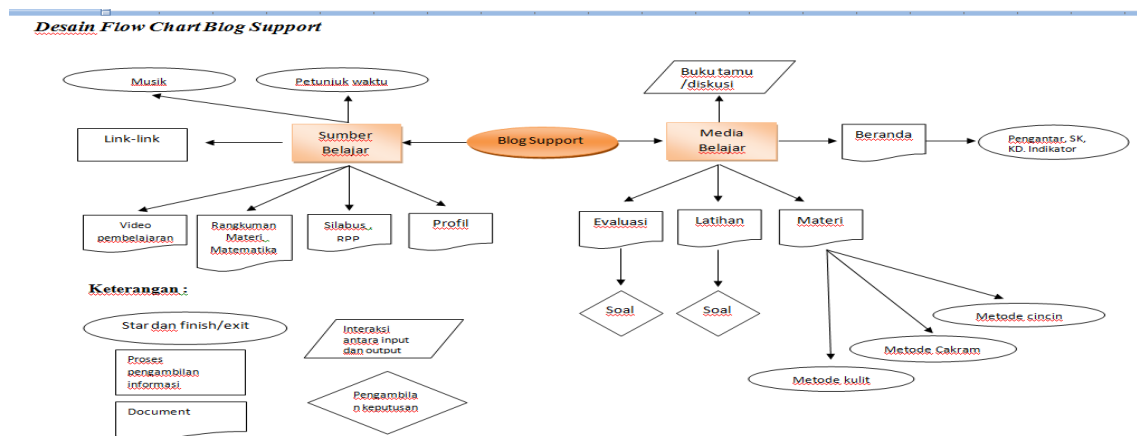 Desain Flow Chart Blog Support
Musik
Petunjuk waktu
Buku tamu
/diskusi
Link-link
Sumber
Belajar
Blog Support
Media
Belajar
Beranda
Pengantar, SK,
KD. Indikator
Video
pembelajaran
Rangkuman
Materi
Matematika
Silabus ,
RPP
Profil
Evaluasi
Latihan
Materi
Soal
Soal
Metode cincin
Metode Cakram
Metode kulit
Keterangan :
Star dan finish/exit
Interaksi
antara input
dan output
Proses
pengambilan
informasi
Pengambila
n keputusan
Document